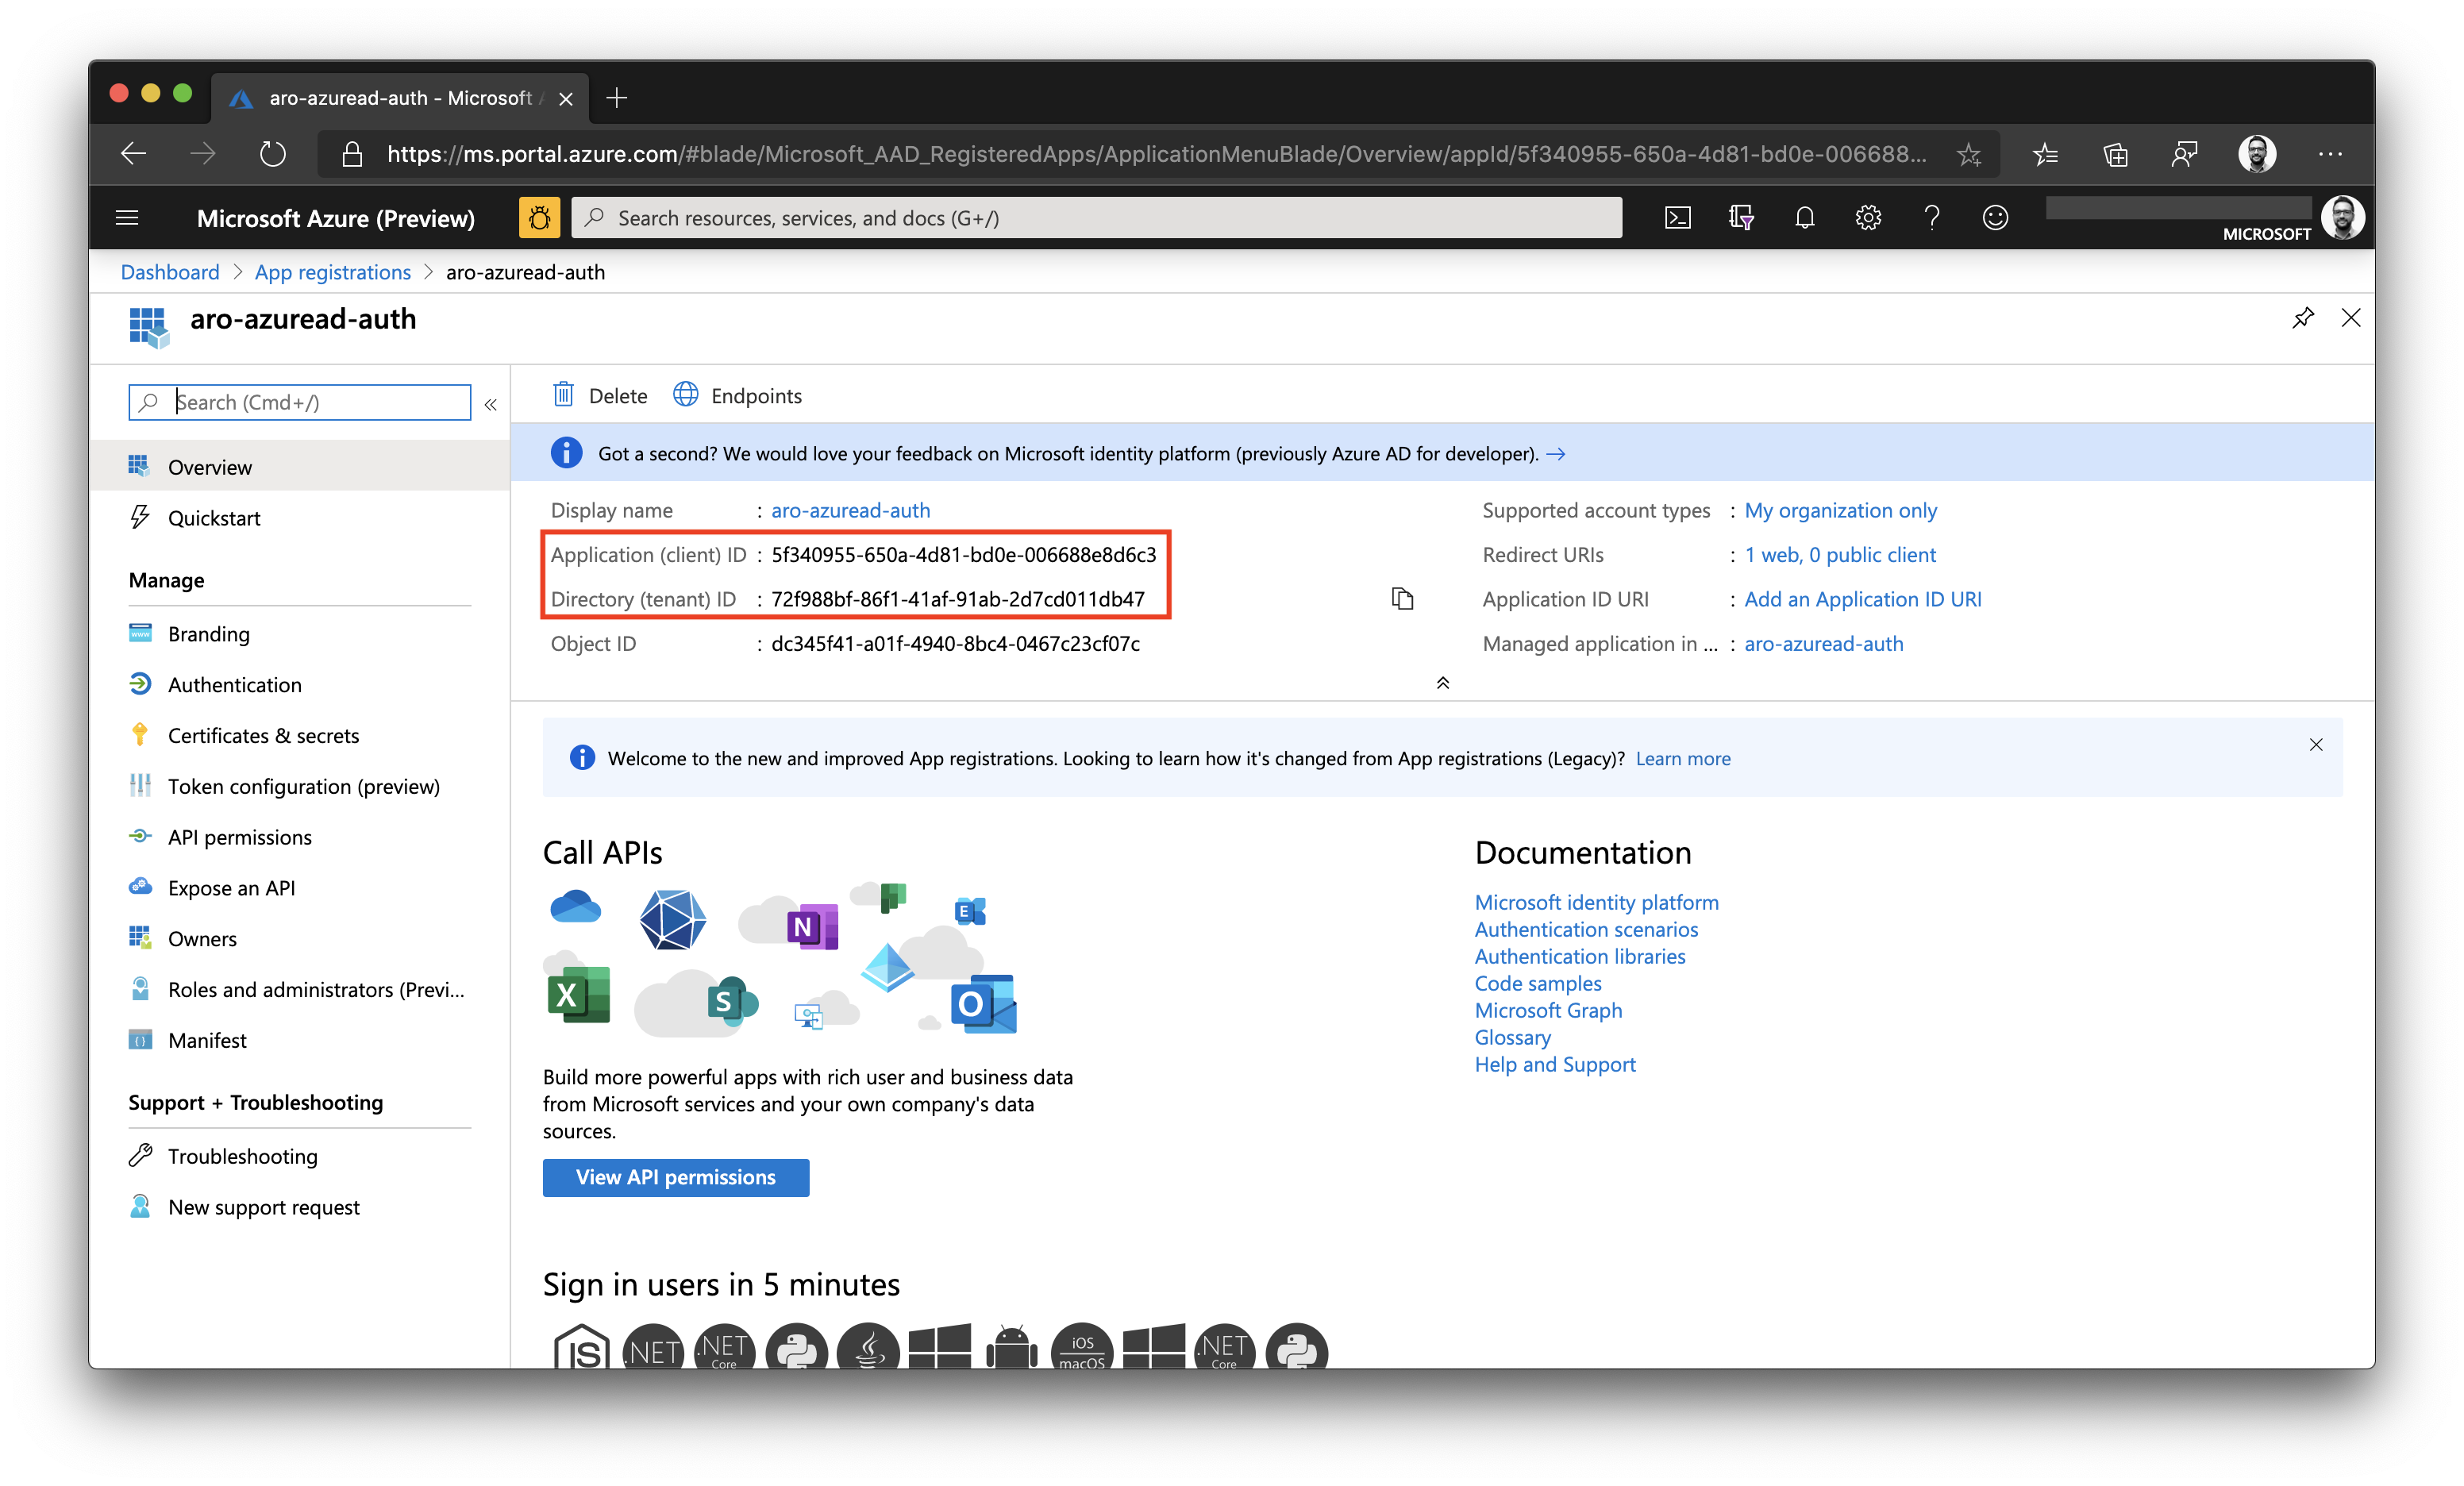 aro-azuread-auth - Microsoft
https://ms.portal.azure.com/#blade/Microsoft_AAD_RegisteredApps/ApplicationMenuBlade/Overview/appId/5f340955-650a-4d81-bd0e-006688...
Microsoft Azure (Preview)
Search resources, services, and docs (G+/)
MICROSOFT
Dashboard > App registrations > aro-azuread-auth
aro-azuread-auth
Search (Cmd+/)
Overview
Quickstart
Manage
Branding
Authentication
Certificates & secrets
Token configuration (preview)
API permissions
Expose an API
Owners
Roles and administrators (Previ...
Manifest
Support + Troubleshooting
Troubleshooting
New support request
Delete
Endpoints
Got a second? We would love your feedback on Microsoft identity platform (previously Azure AD for developer). →
Display name : aro-azuread-auth
Application (client) ID : 5f340955-650a-4d81-bd0e-006688e8d6c3
Directory (tenant) ID : 72f988bf-86f1-41af-91ab-2d7cd011db47
Object ID : dc345f41-a01f-4940-8bc4-0467c23cf07c
Supported account types : My organization only
Redirect URIs : 1 web, 0 public client
Application ID URI : Add an Application ID URI
Managed application in ... : aro-azuread-auth
Welcome to the new and improved App registrations. Looking to learn how it's changed from App registrations (Legacy)? Learn more
Call APIs
N
E
X
S
O
Build more powerful apps with rich user and business data
from Microsoft services and your own company's data
sources.
View API permissions
Documentation
Microsoft identity platform
Authentication scenarios
Authentication libraries
Code samples
Microsoft Graph
Glossary
Help and Support
Sign in users in 5 minutes
JS
.NET
.NET
Core
iOS
macOS
.NET
Core